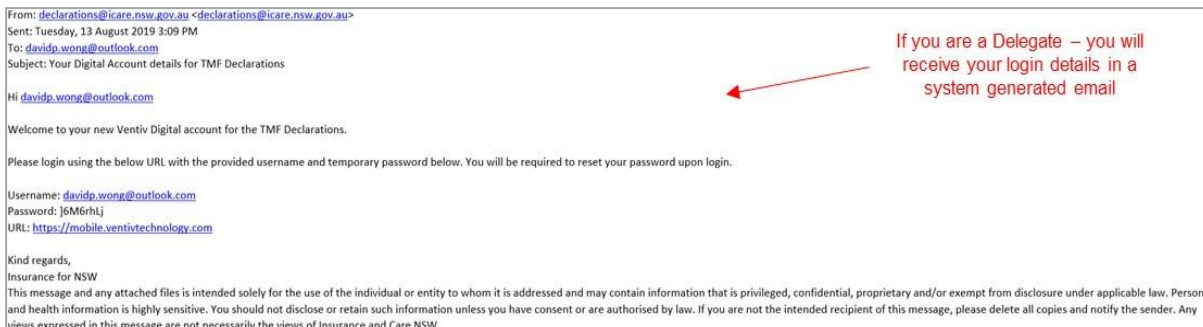 From: declarations@icare.nsw.gov.au <declarations@icare.nsw.gov.au>
Sent: Tuesday, 13 August 2019 3:09 PM
To: davidp.wong@outlook.com
Subject: Your Digital Account details for TMF Declarations
If you are a Delegate – you will
receive your login details in a
system generated email
Hi davidp.wong@outlook.com
Welcome to your new Ventiv Digital account for the TMF Declarations.
Please login using the below URL with the provided username and temporary password below. You will be required to reset your password upon login.
Username: davidp.wong@outlook.com
Password: ]6M6rhLj
URL: https://mobile.ventivtechnology.com
Kind regards,
Insurance for NSW
This message and any attached files is intended solely for the use of the individual or entity to whom it is addressed and may contain information that is privileged, confidential, proprietary and/or exempt from disclosure under applicable law. Person
and health information is highly sensitive. You should not disclose or retain such information unless you have consent or are authorised by law. If you are not the intended recipient of this message, please delete all copies and notify the sender. Any
views expressed in this message are not necessarily the views of Insurance and Care NSW.